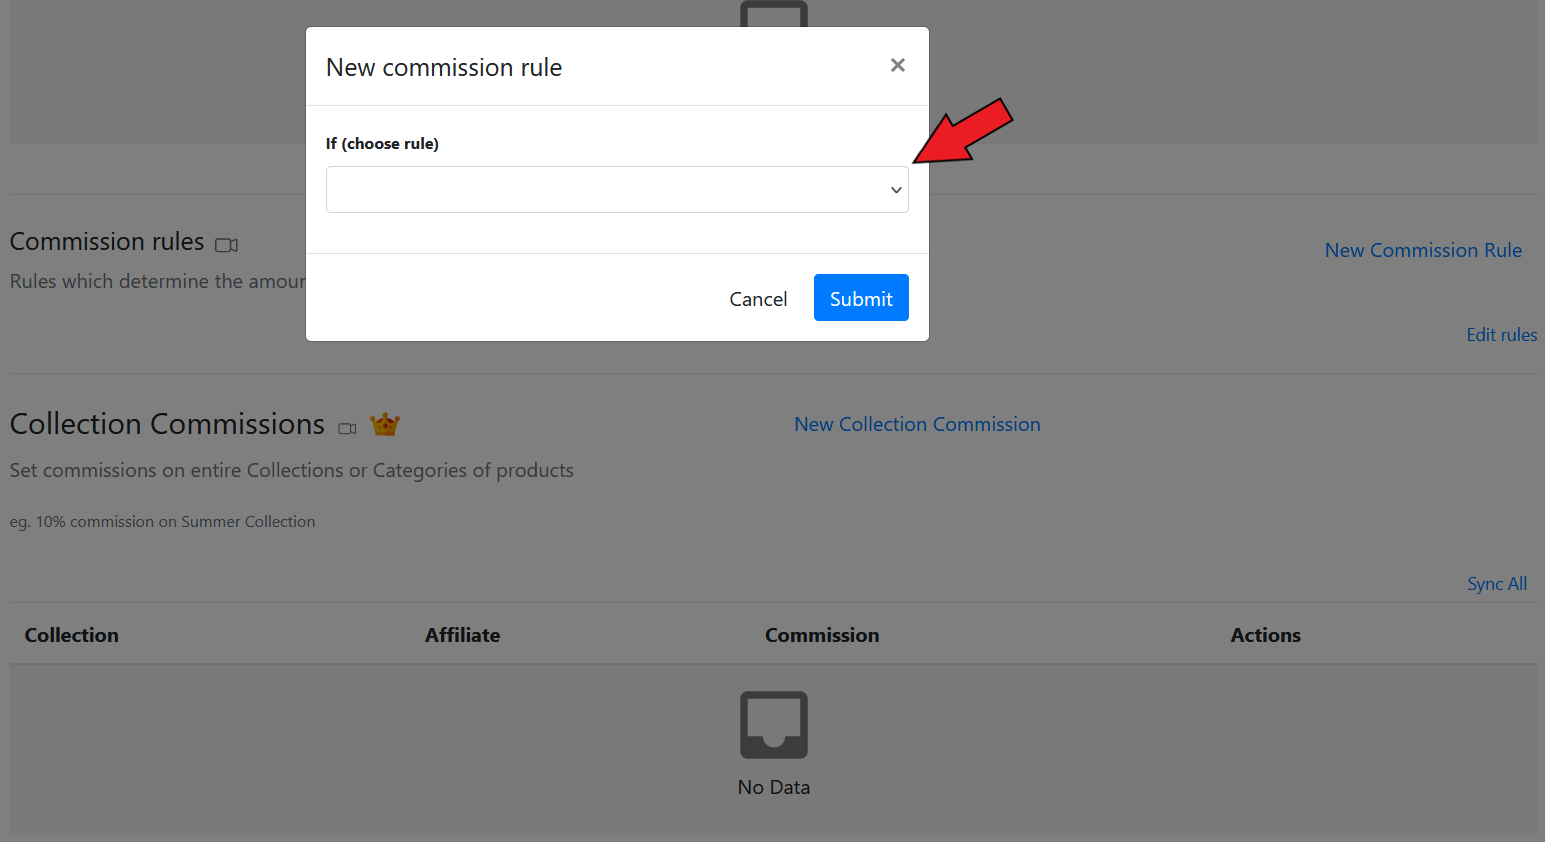 New commission rule
If (choose rule)
Cancel
Submit
Commission rules
New Commission Rule
Rules which determine the amour
Edit rules
Collection Commissions
New Collection Commission
Set commissions on entire Collections or Categories of products
eg. 10% commission on Summer Collection
Sync All
Collection Affiliate Commission Actions
No Data